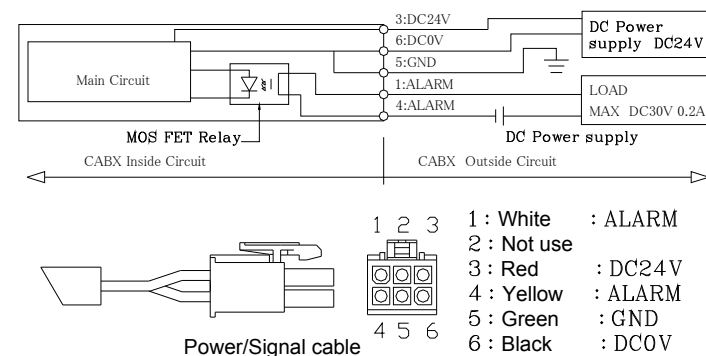 3:DC24V
6:DC0V
5:GND
1:ALARM
4:ALARM
DC Power
supply DC24V
Main Circuit
LOAD
MAX DC30V 0.2A
MOS FET Relay
DC Power supply
CABX Inside Circuit
CABX Outside Circuit
1 2 3
4 5 6
Power/Signal cable
1 : White : ALARM
2 : Not use
3 : Red : DC24V
4 : Yellow : ALARM
5 : Green : GND
6 : Black : DC0V